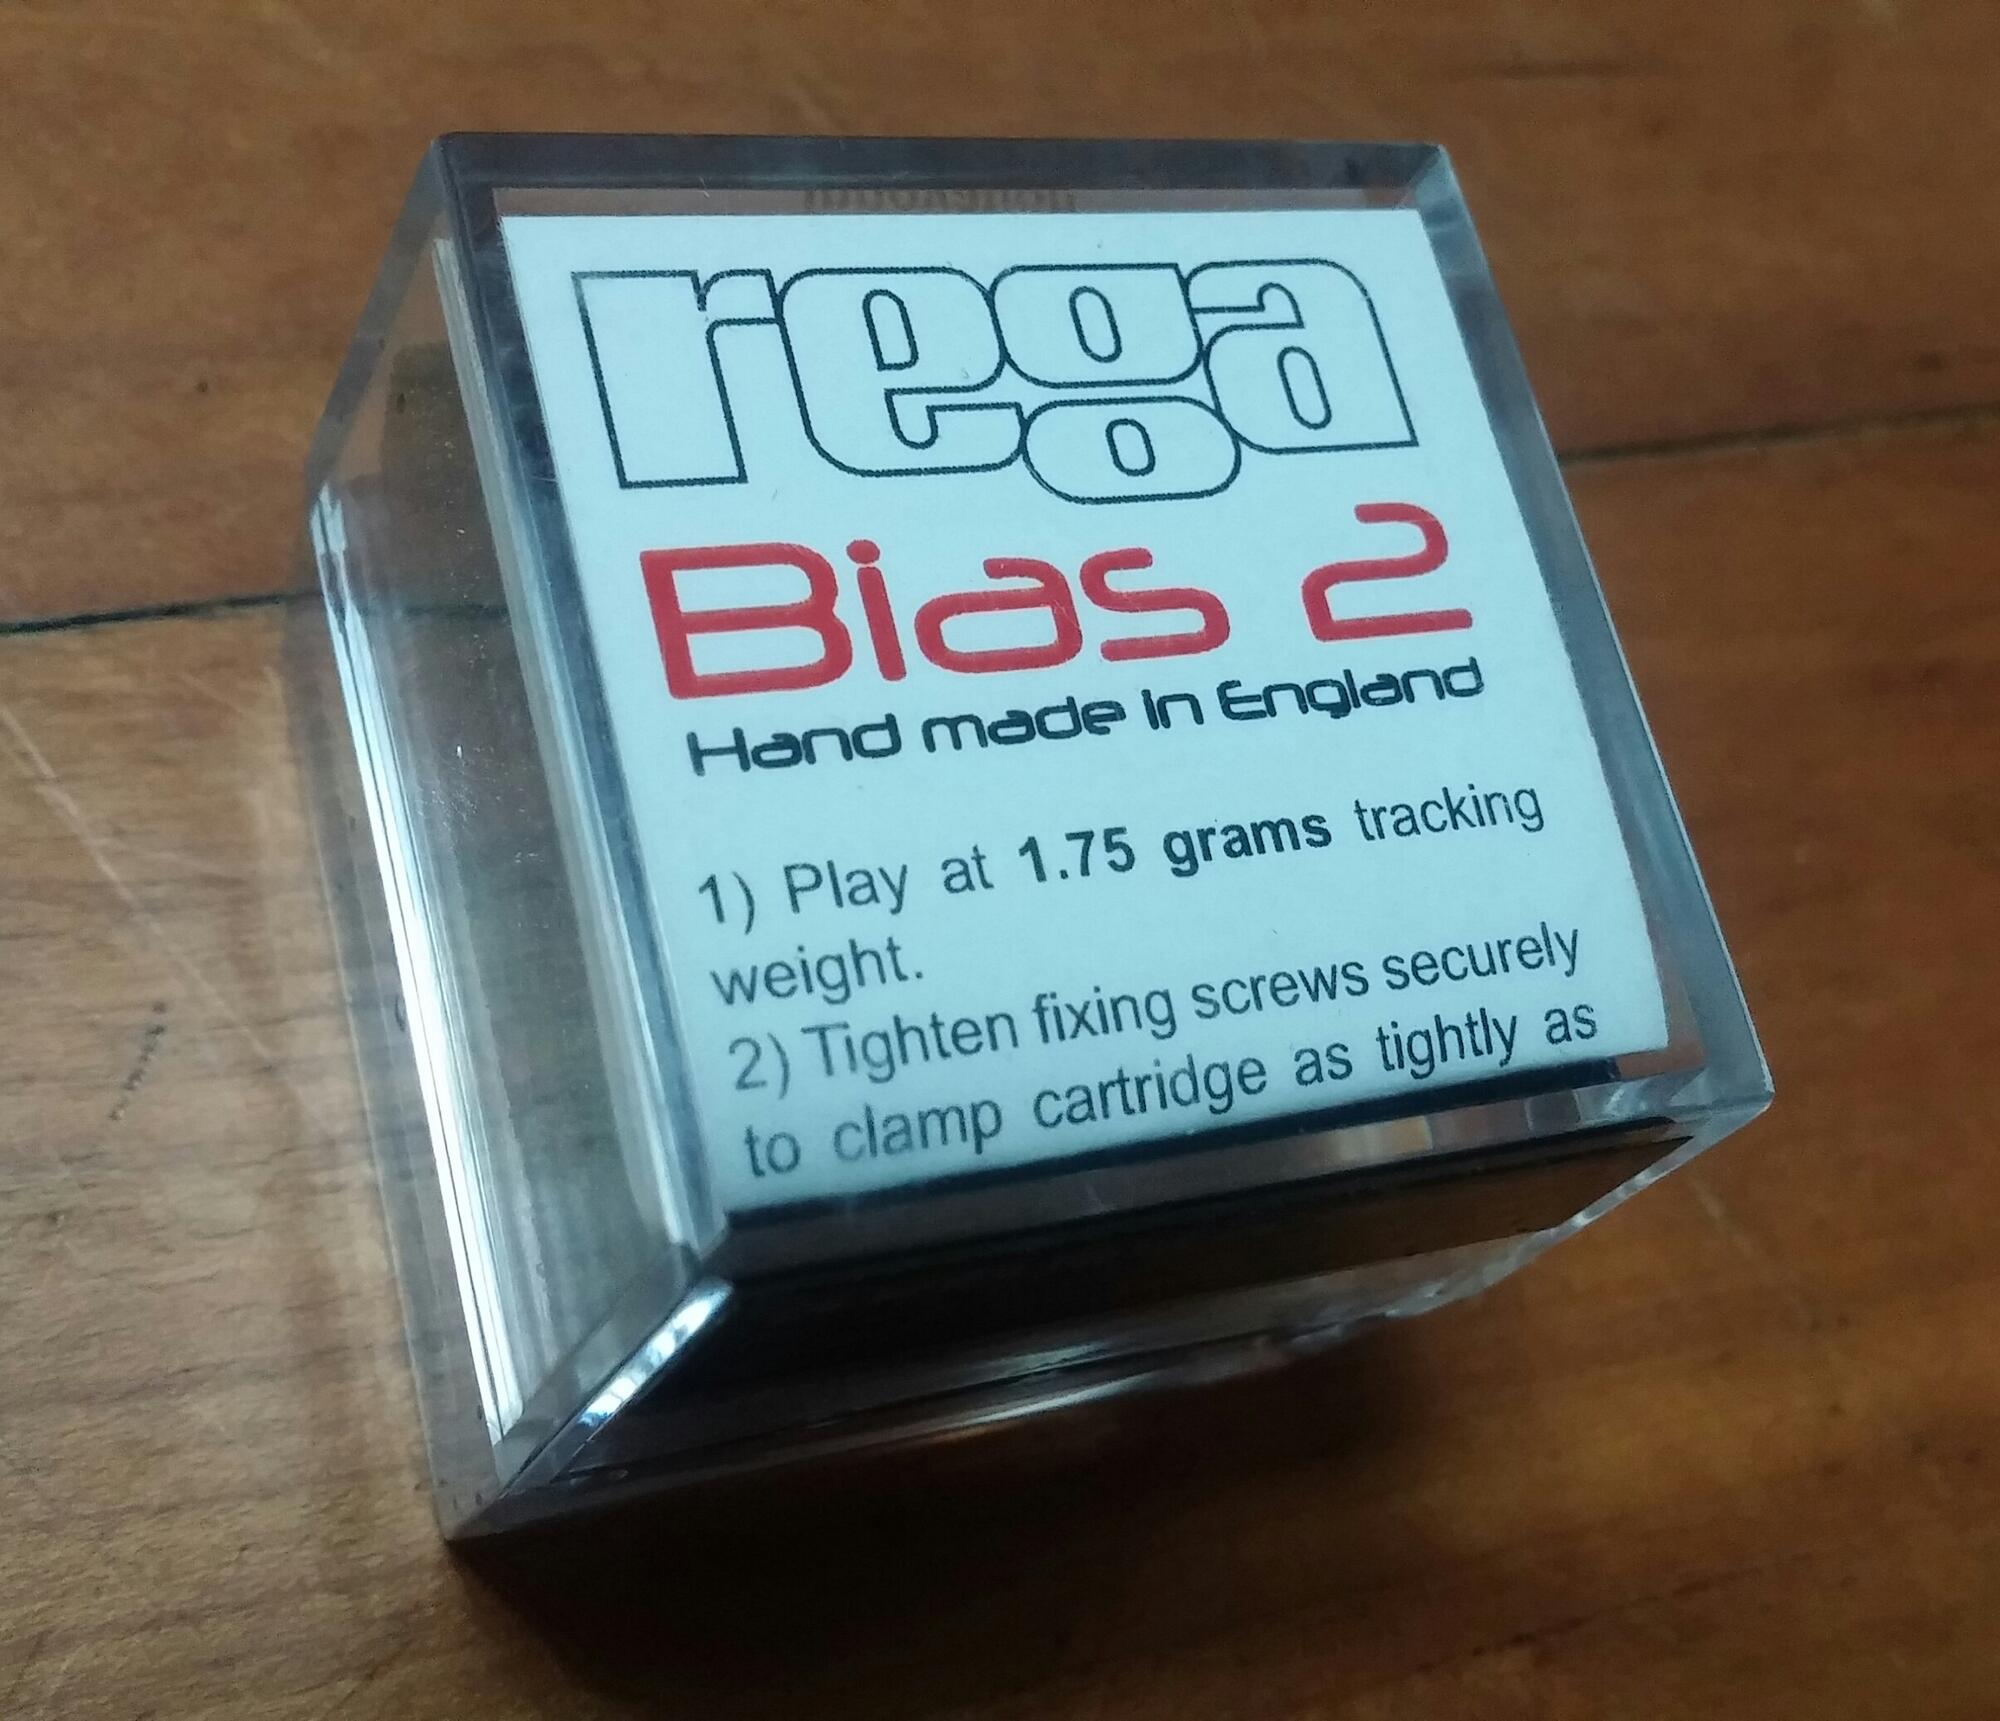 rega
Bias 2
Hand made in England
1) Play at 1.75 grams tracking
weight.
2) Tighten fixing screws securely
to clamp cartridge as tightly as